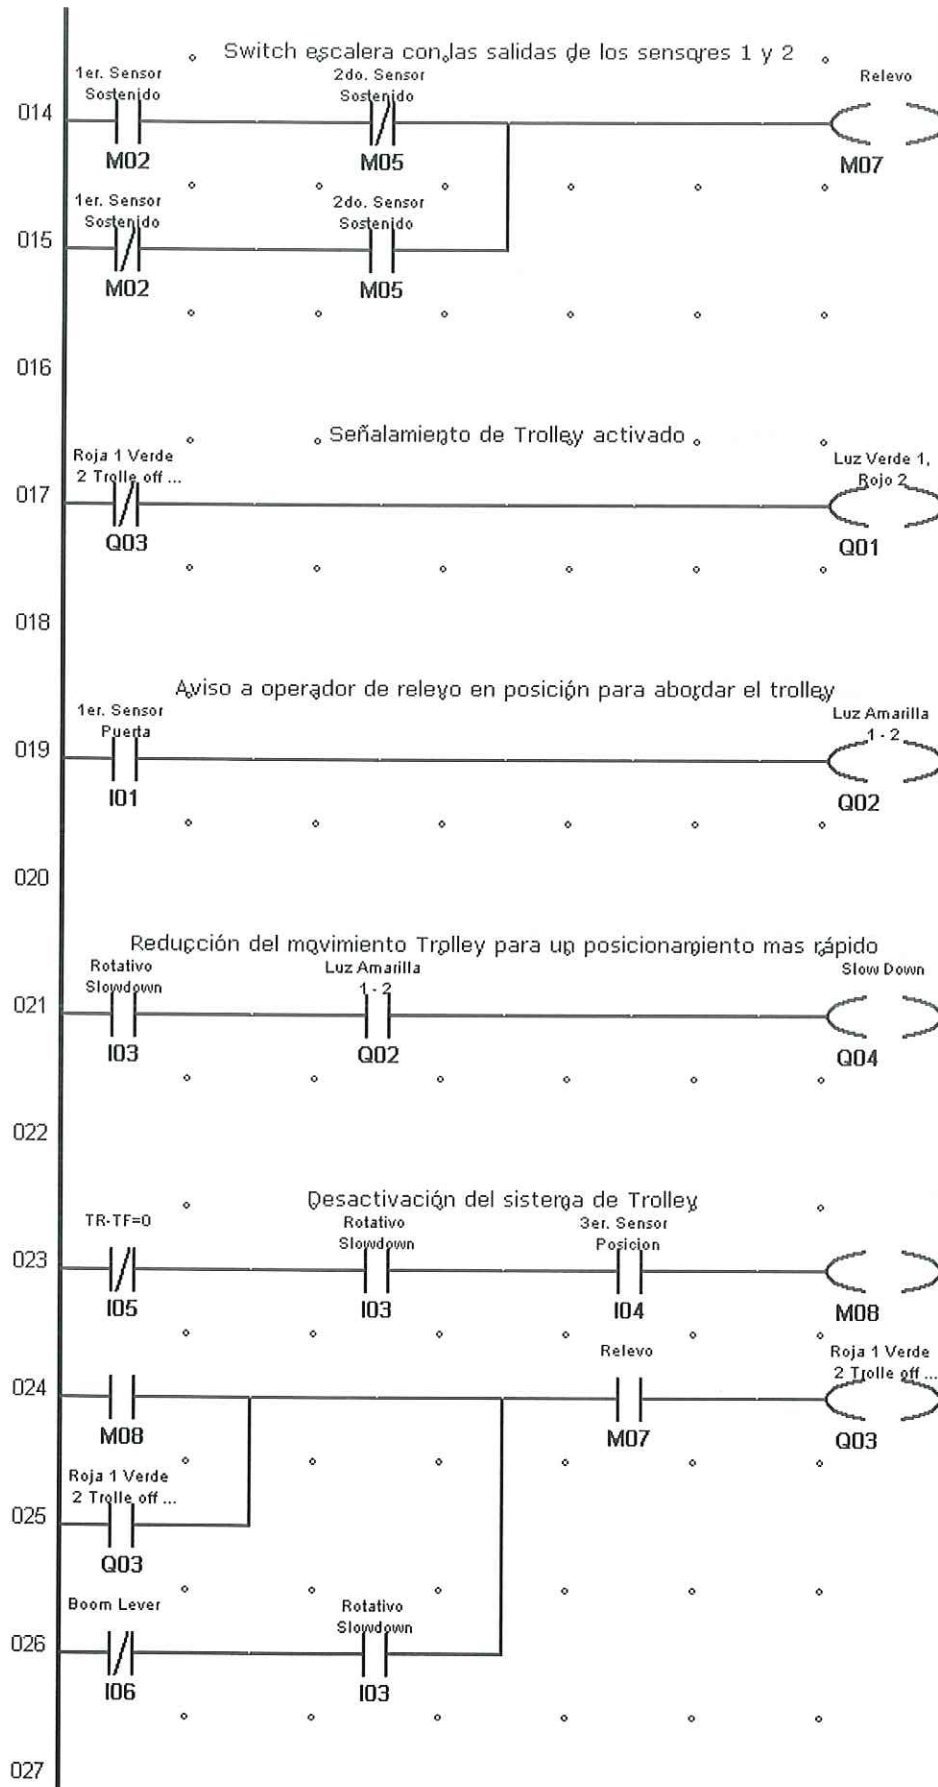 Switch escalera con las salidas de los sensores 1 y 2
1er. Sensor
Sostenido
2do. Sensor
Sostenido
Relevo
014
M02
M05
M07
1er. Sensor
Sostenido
2do. Sensor
Sostenido
015
M02
M05
016
Señalamiento de Trolley activado
Roja 1 Verde
2 Trolle off ...
Luz Verde 1,
Rojo 2
017
Q03
Q01
018
Aviso a operador de relevo en posición para abordar el trolley
1er. Sensor
Puerta
Luz Amarilla
1 - 2
019
I01
Q02
020
Reducción del movimiento Trolley para un posicionamiento mas rápido
Rotativo
Slowdown
Luz Amarilla
1 - 2
Slow Down
021
I03
Q02
Q04
022
Desactivación del sistema de Trolley
TR-TF=0
Rotativo
Slowdown
3er. Sensor
Posicion
023
I05
I03
I04
M08
Relevo
Roja 1 Verde
2 Trolle off ...
024
M08
M07
Q03
Roja 1 Verde
2 Trolle off ...
025
Q03
Boom Lever
Rotativo
Slowdown
026
I06
I03
027